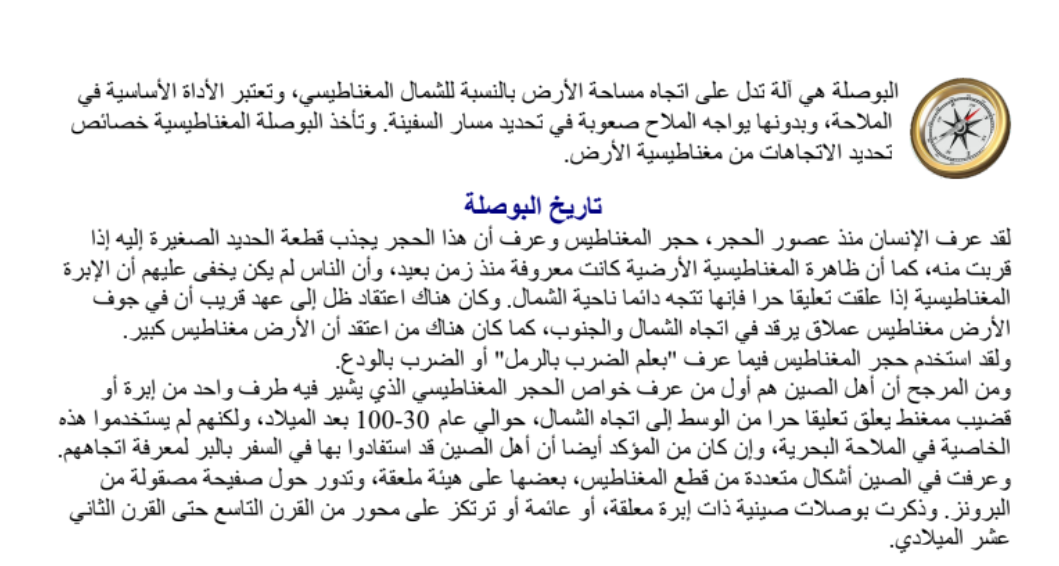 البوصلة هي آلة تدل على اتجاه مساحة الأرض بالنسبة للشمال المغناطيسي، وتعتبر الأداة الأساسية في
الملاحة، وبدونها يواجه الملاح صعوبة في تحديد مسار السفينة. وتأخذ البوصلة المغناطيسية خصائص
تحديد الاتجاهات من مغناطيسية الأرض.
تاريخ البوصلة
لقد عرف الإنسان منذ عصور الحجر، حجر المغناطيس وعرف أن هذا الحجر يجذب قطعة الحديد الصغيرة إليه إذا
قربت منه، كما أن ظاهرة المغناطيسية الأرضية كانت معروفة منذ زمن بعيد، وأن الناس لم يكن يخفى عليهم أن الإبرة
المغناطيسية إذا علقت تعليقا حرا فإنها تتجه دائما ناحية الشمال. وكان هناك اعتقاد ظل إلى عهد قريب أن في جوف
الأرض مغناطيس عملاق يرقد في اتجاه الشمال والجنوب، كما كان هناك من اعتقد أن الأرض مغناطيس كبير.
ولقد استخدم حجر المغناطيس فيما عرف "بعلم الضرب بالرمل" أو الضرب بالودع.
ومن المرجح أن أهل الصين هم أول من عرف خواص الحجر المغناطيسي الذي يشير فيه طرف واحد من إبرة أو
قضيب ممغنط يعلق تعليقا حرا من الوسط إلى اتجاه الشمال، حوالي عام 30-100 بعد الميلاد، ولكنهم لم يستخدموا هذه
الخاصية في الملاحة البحرية، وإن كان من المؤكد أيضا أن أهل الصين قد استفادوا بها في السفر بالبر لمعرفة اتجاههم.
وعرفت في الصين أشكال متعددة من قطع المغناطيس، بعضها على هيئة ملعقة، وتدور حول صفيحة مصقولة من
البرونز. وذكرت بوصلات صينية ذات إبرة معلقة، أو عائمة أو ترتكز على محور من القرن التاسع حتى القرن الثاني
عشر الميلادي.